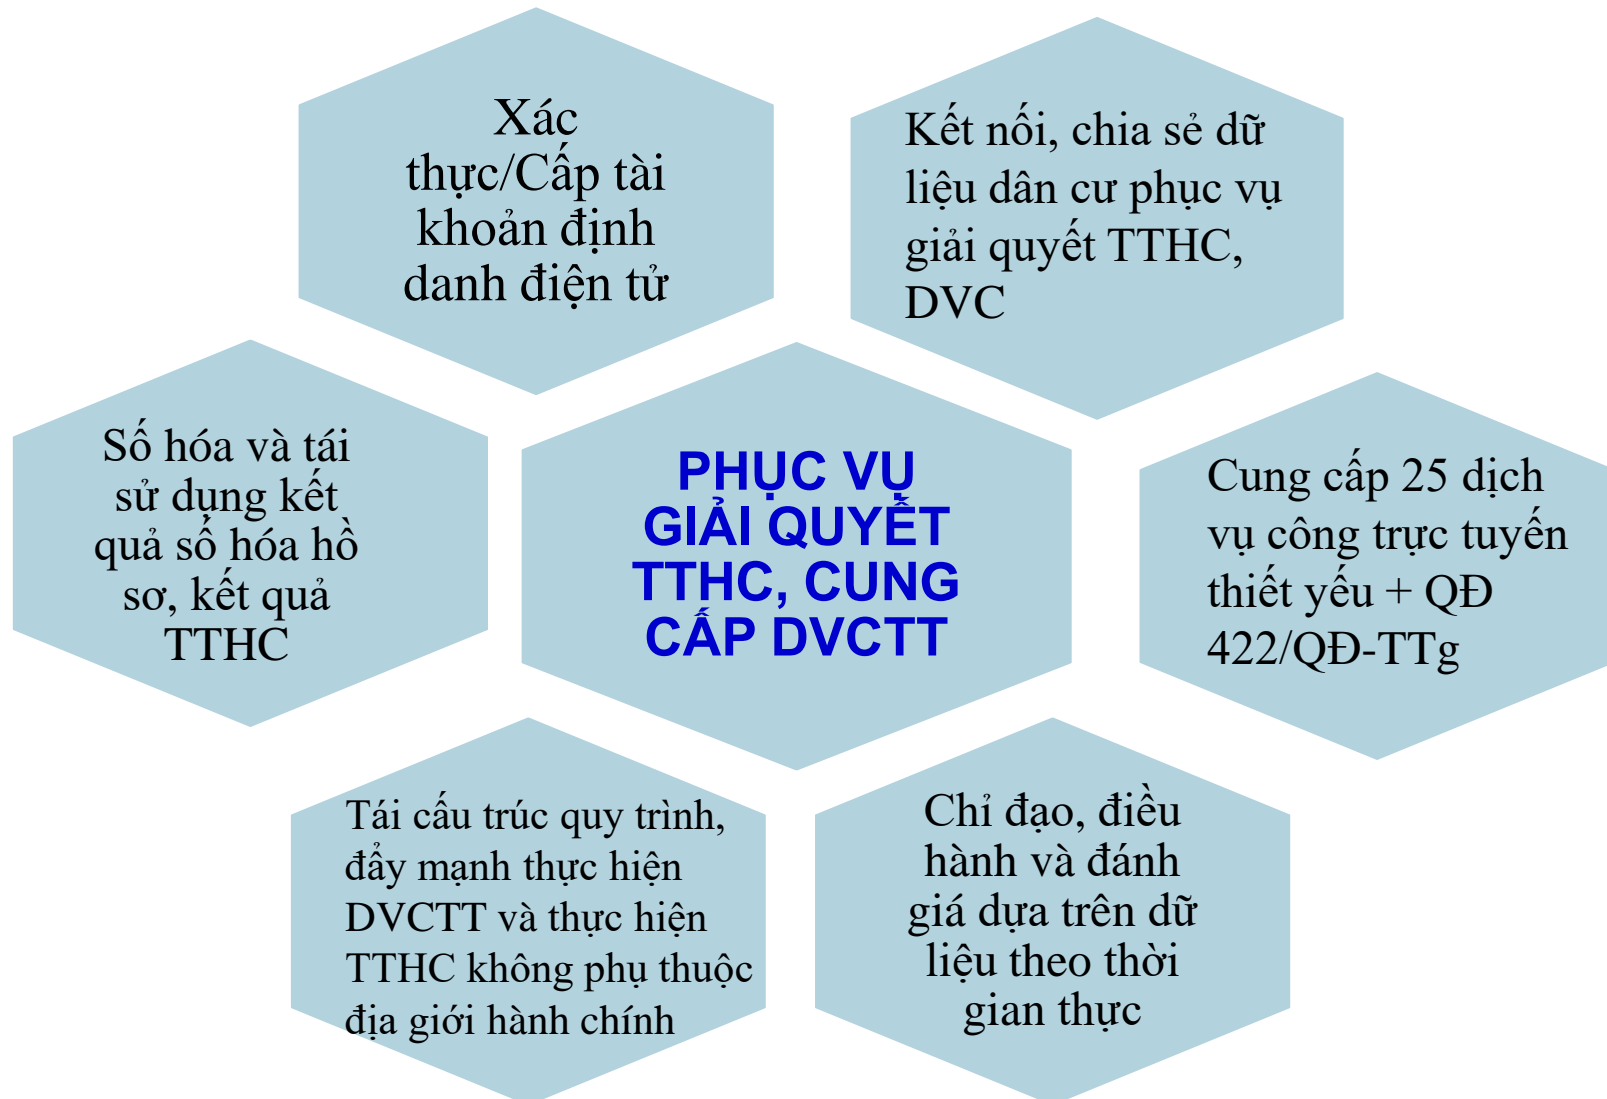 Xác
thực/Cấp tài
khoản định
danh điện tử
Kết nối, chia sẻ dữ
liệu dân cư phục vụ
giải quyết TTHC,
DVC
Số hóa và tái
sử dụng kết
quả số hóa hồ
sơ, kết quả
TTHC
PHỤC VỤ
GIẢI QUYẾT
TTHC, CUNG
CẤP DVCTT
Cung cấp 25 dịch
vụ công trực tuyến
thiết yếu + QĐ
422/QĐ-TTg
Tái cấu trúc quy trình,
đẩy mạnh thực hiện
DVCTT và thực hiện
TTHC không phụ thuộc
địa giới hành chính
Chỉ đạo, điều
hành và đánh
giá dựa trên dữ
liệu theo thời
gian thực